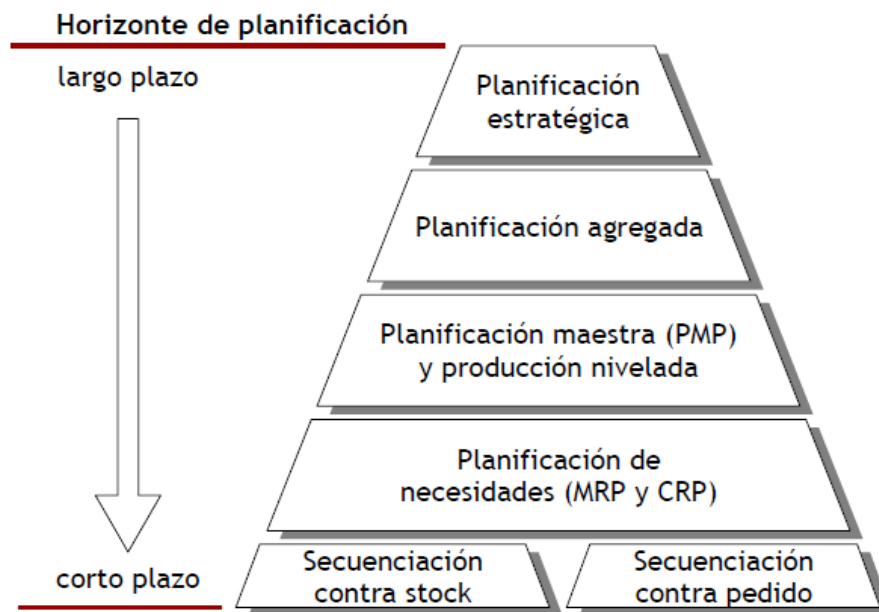 Horizonte de planificación
largo plazo
Planificación
estratégica
Planificación agregada
Planificación maestra (PMP)
y producción nivelada
Planificación de
necesidades (MRP y CRP)
corto plazo
Secuenciación
contra stock
Secuenciación
contra pedido